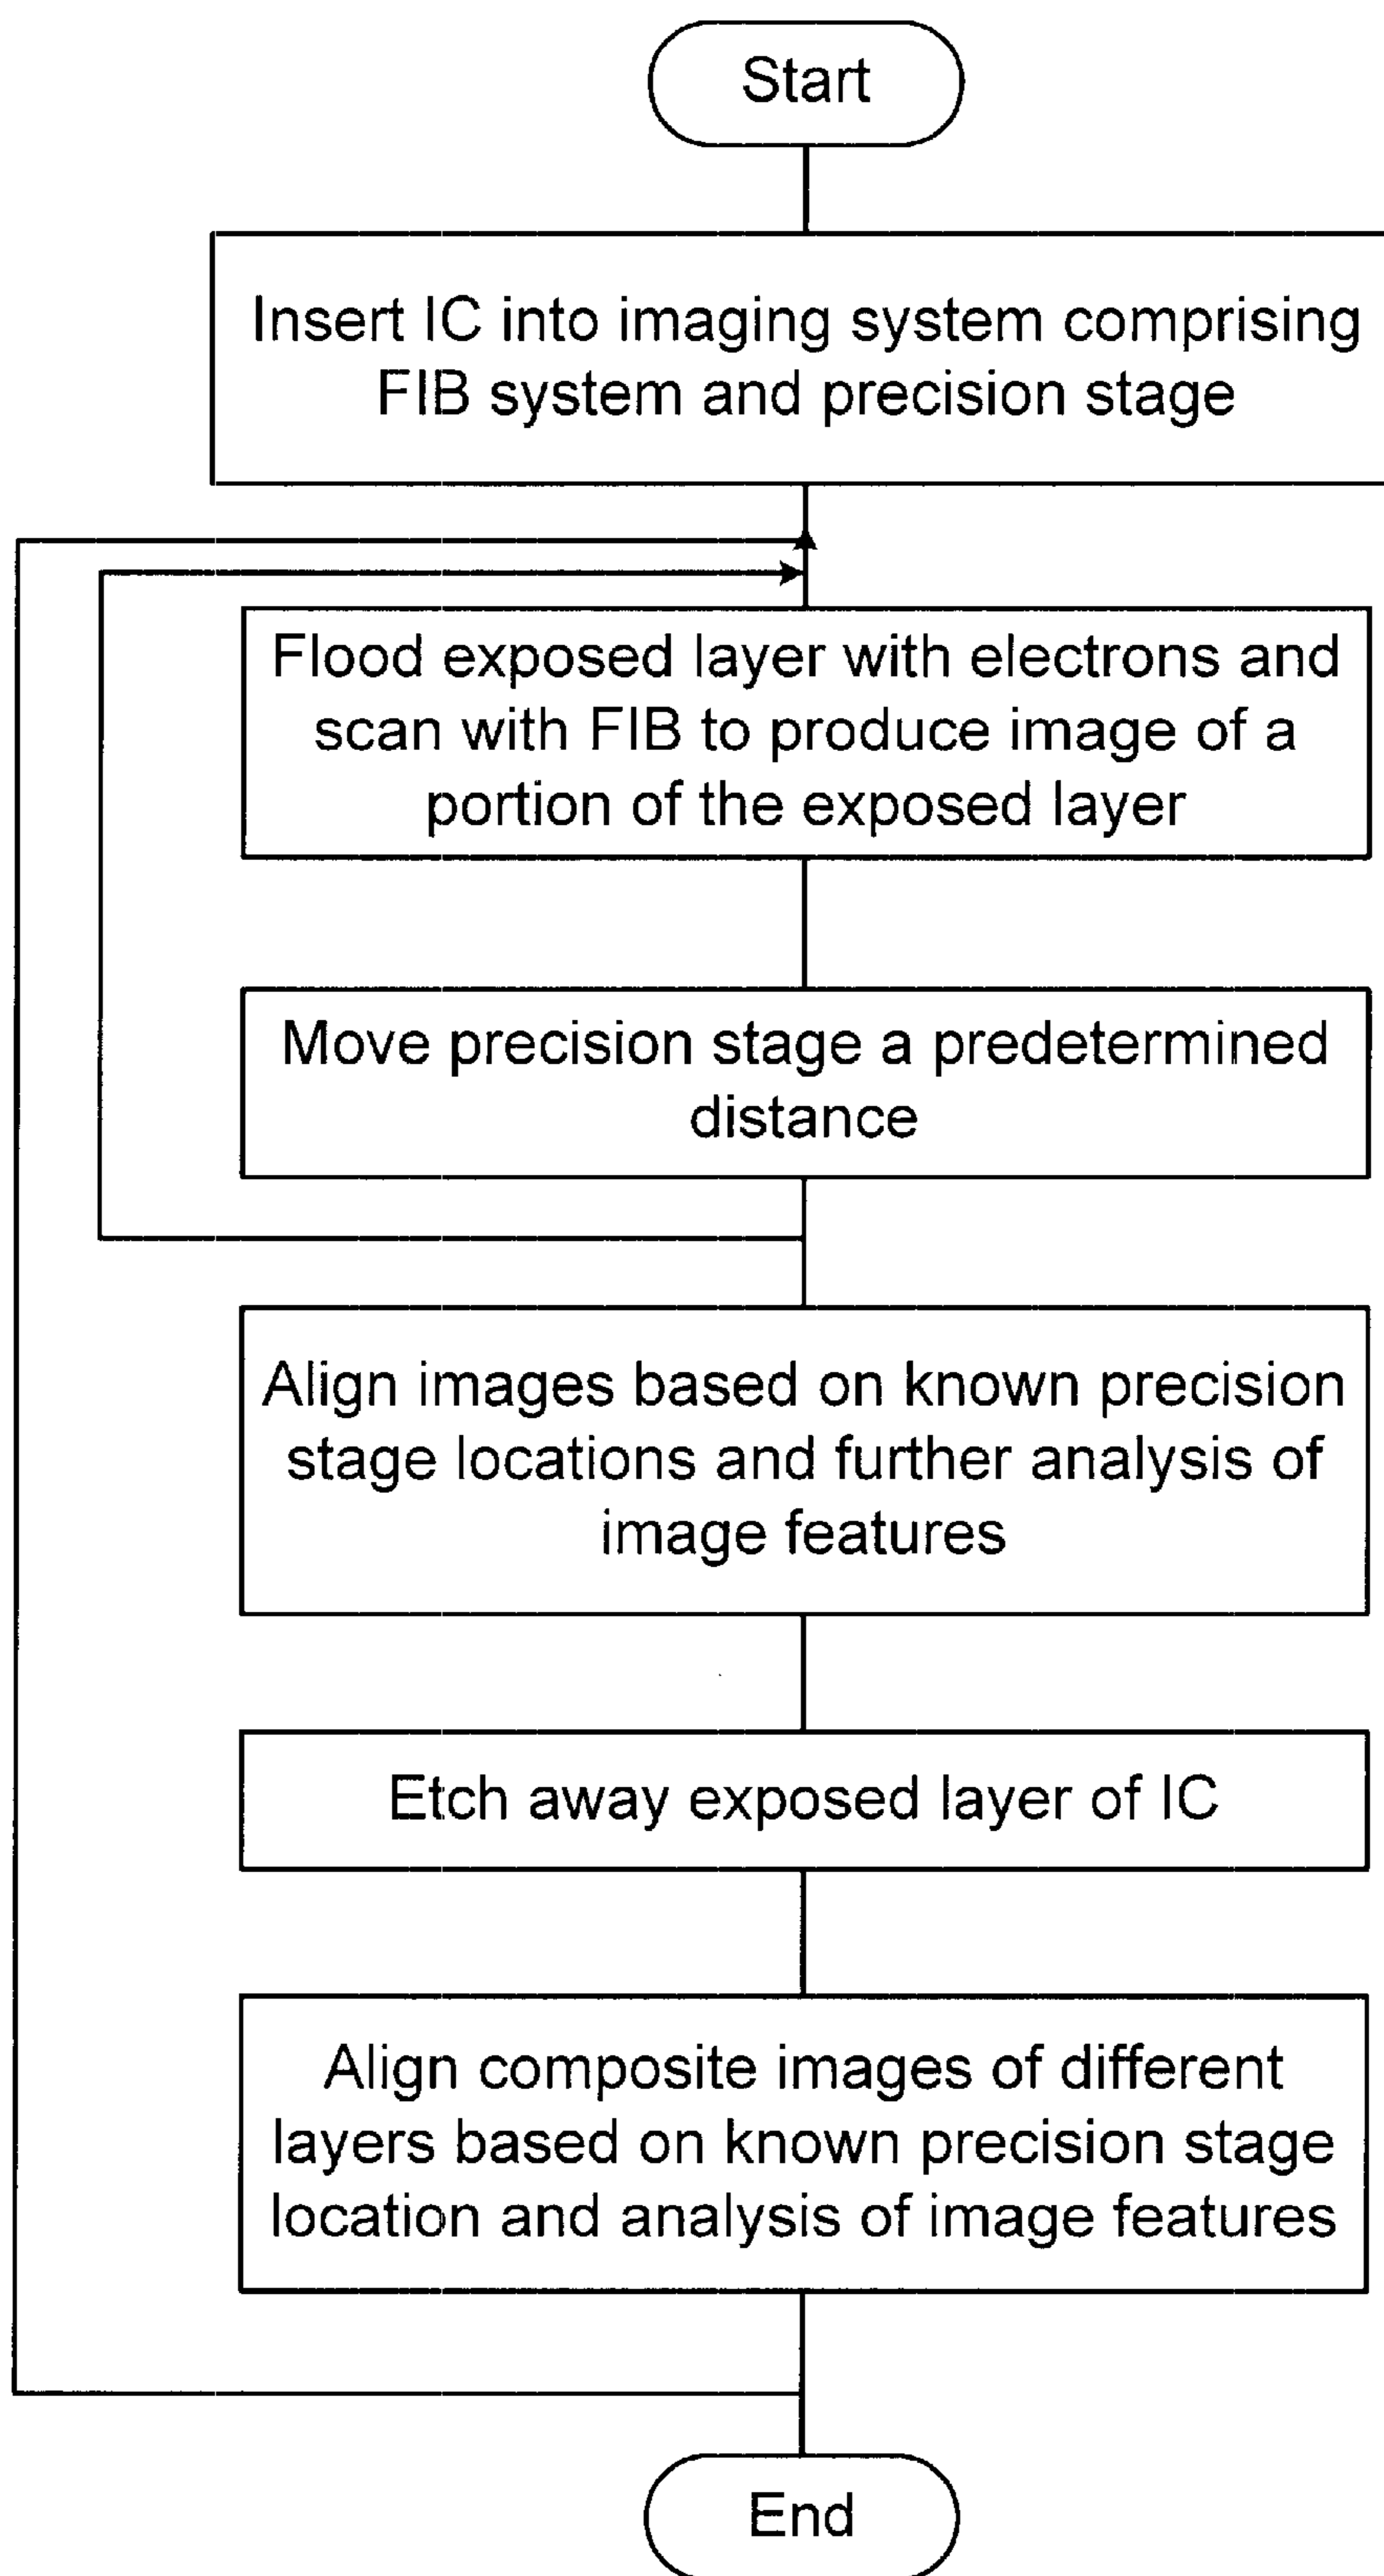 Start
Insert IC into imaging system comprising
FIB system and precision stage
Flood exposed layer with electrons and
scan with FIB to produce image of a
portion of the exposed layer
Move precision stage a predetermined
distance
Align images based on known precision
stage locations and further analysis of
image features
Etch away exposed layer of IC
Align composite images of different
layers based on known precision stage
location and analysis of image features
End